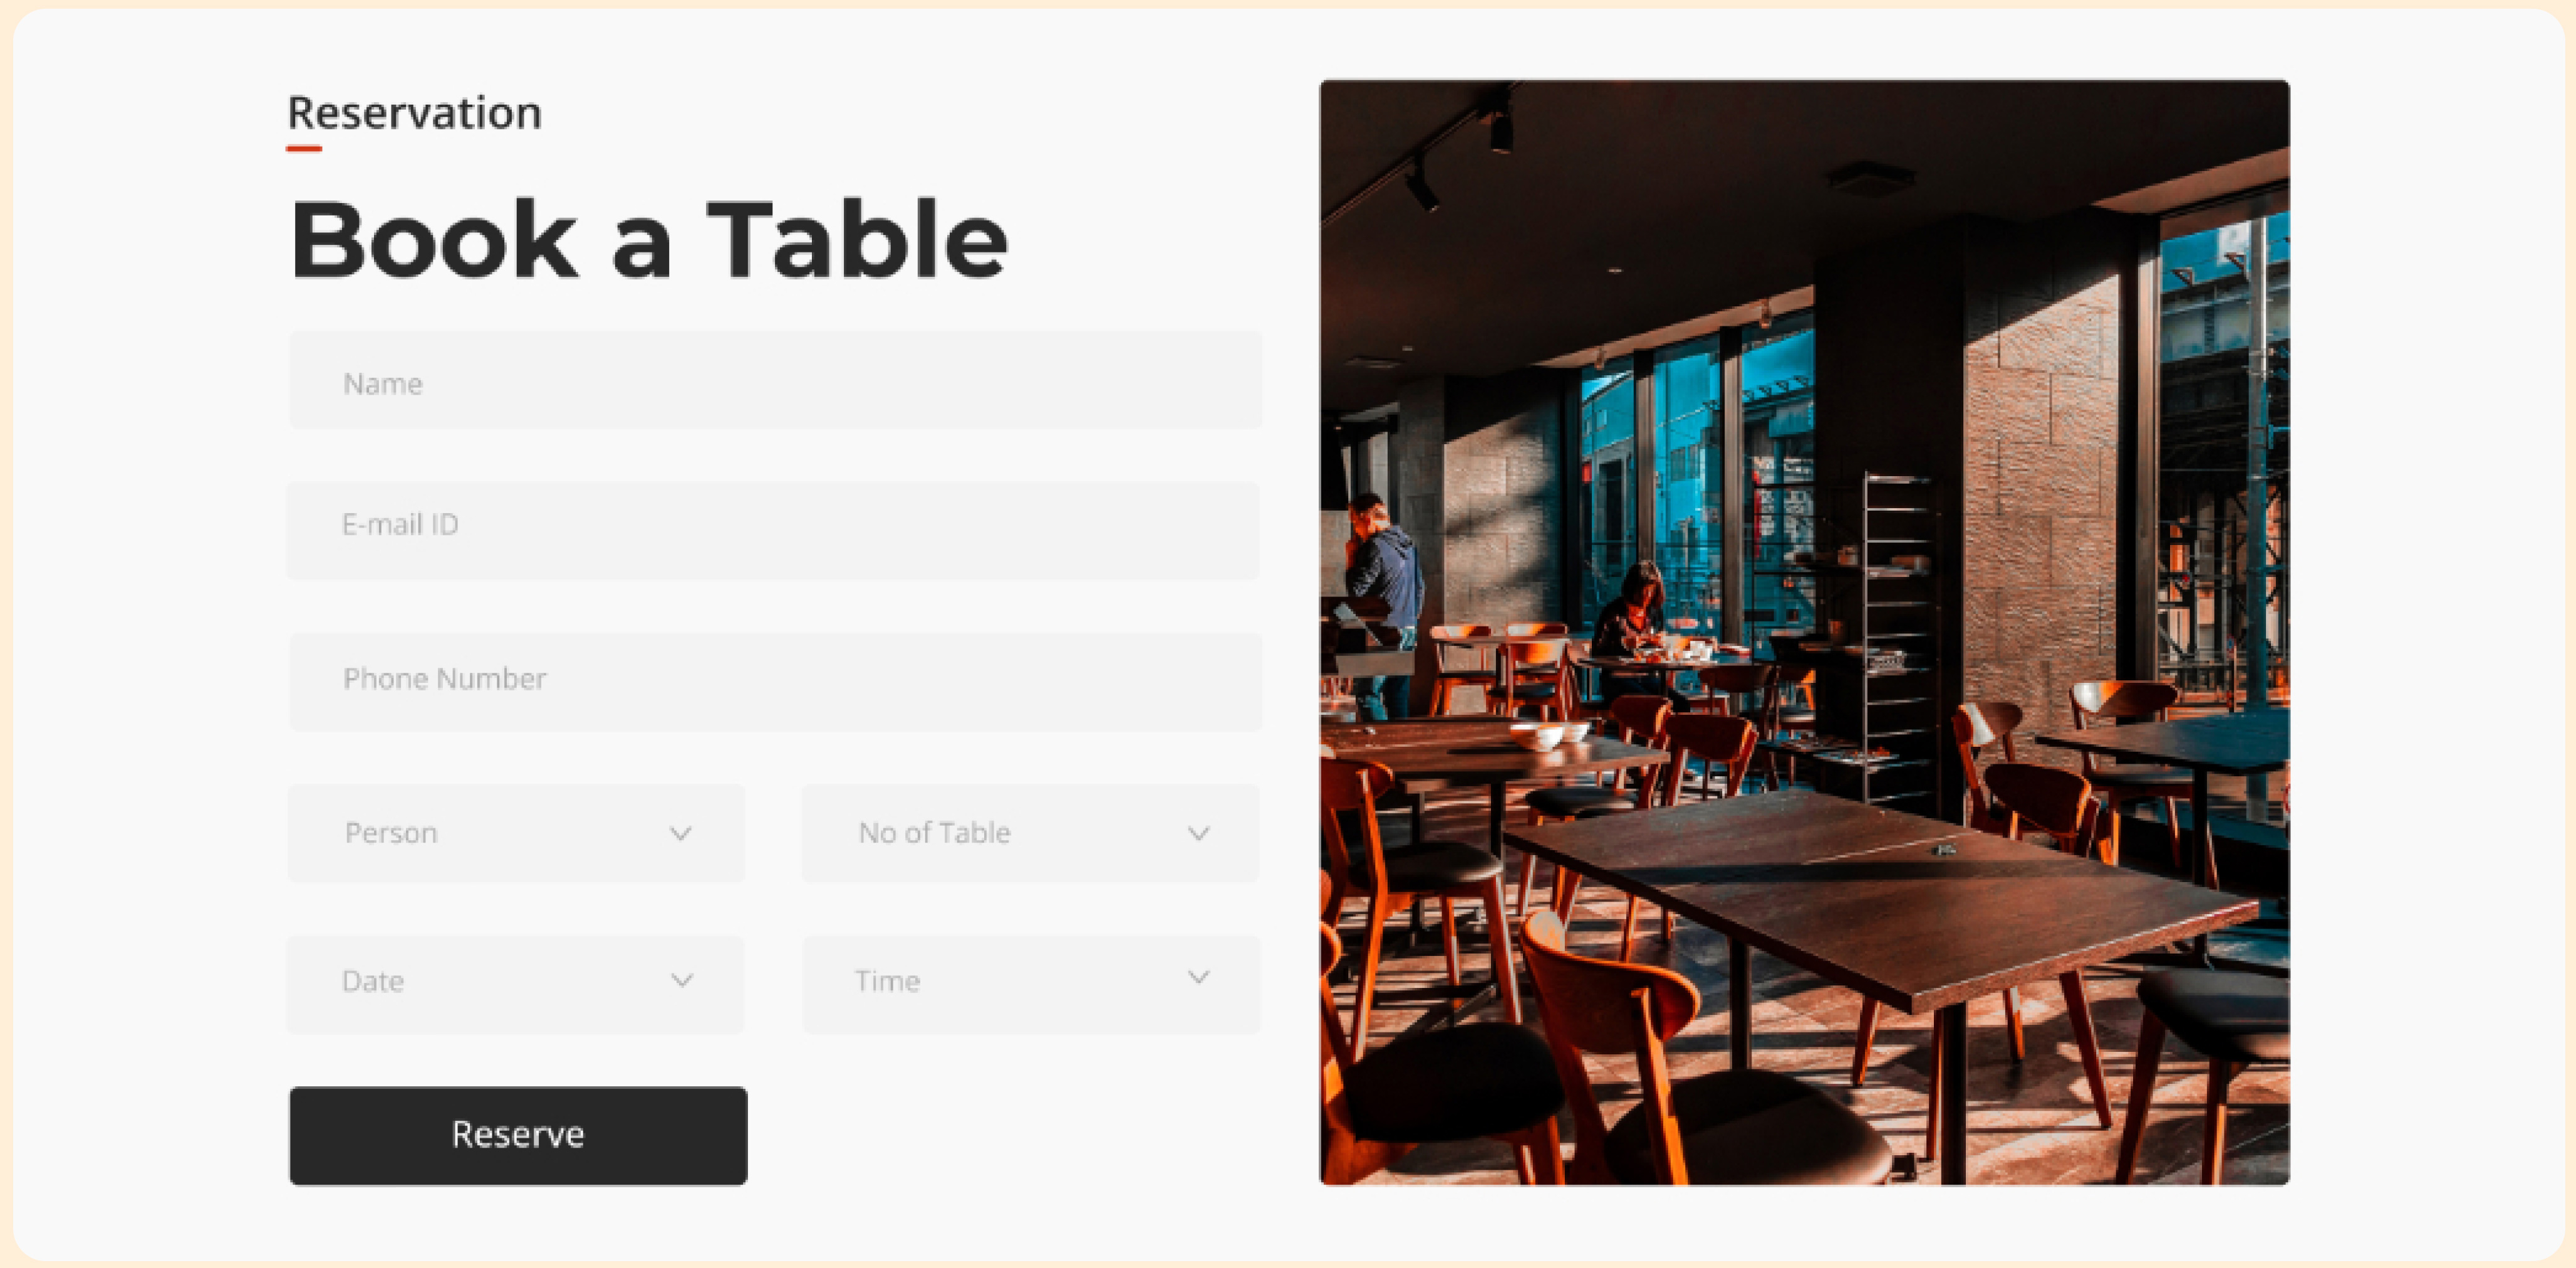 Reservation
Book a Table
Name
E-mail ID
Phone Number
Person
No of Table
Date
Time
Reserve